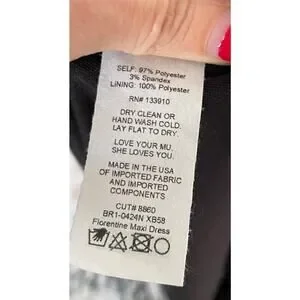 SELF: 97% Polyester
3% Spandex
LINING: 100% Polyester
RN# 133910
DRY CLEAN OR
HAND WASH COLD.
LAY FLAT TO DRY.
LOVE YOUR MU.
SHE LOVES YOU.
MADE IN THE USA
OF IMPORTED FABRIC
AND IMPORTED
COMPONENTS
CUT# 8860
BR1-0424N XB58
Florentine Maxi Dress